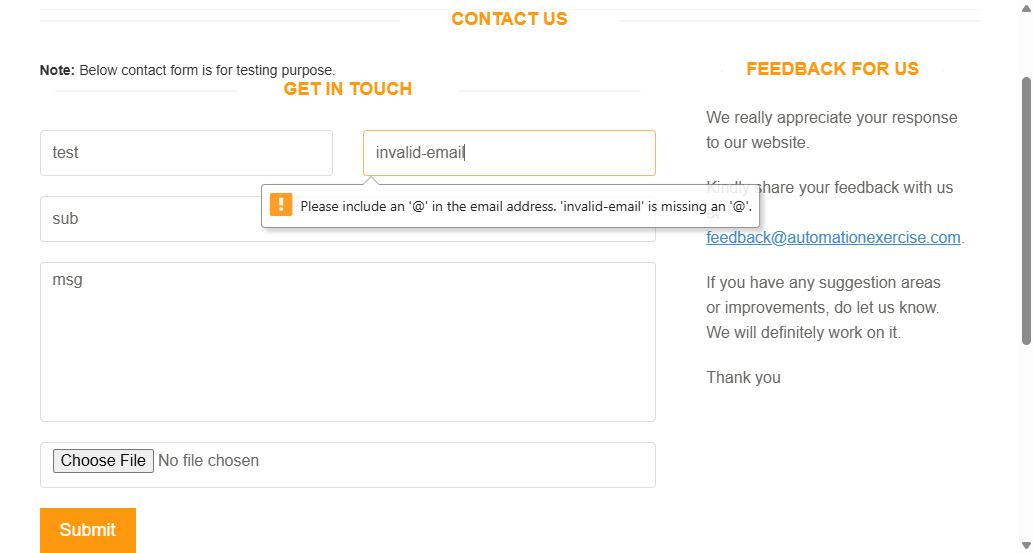 CONTACT US
Note: Below contact form is for testing purpose.
GET IN TOUCH
test
invalid-email
Please include an '@' in the email address. 'invalid-email' is missing an '@'.
sub
msg
Choose File No file chosen
Submit
FEEDBACK FOR US
We really appreciate your response
to our website.
Kindly share your feedback with us
at
feedback@automationexercise.com.
If you have any suggestion areas
or improvements, do let us know.
We will definitely work on it.
Thank you